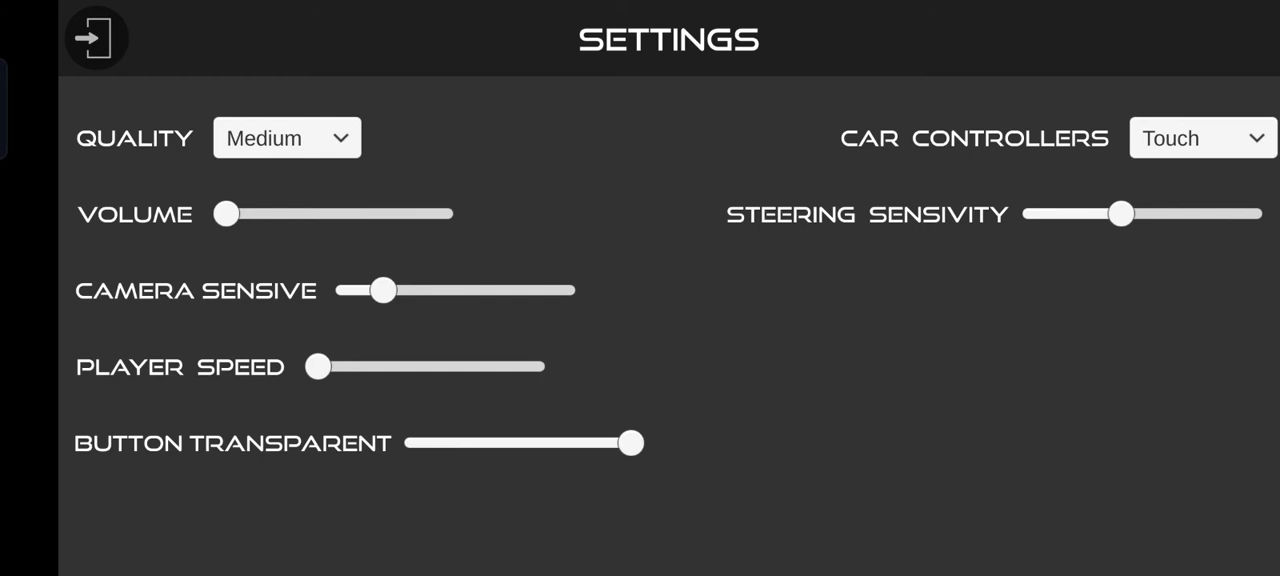 SETTINGS
QUALITY Medium
CAR CONTROLLERS Touch
VOLUME
STEERING SENSIVITY
CAMERA SENSIVE
PLAYER SPEED
BUTTON TRANSPARENT